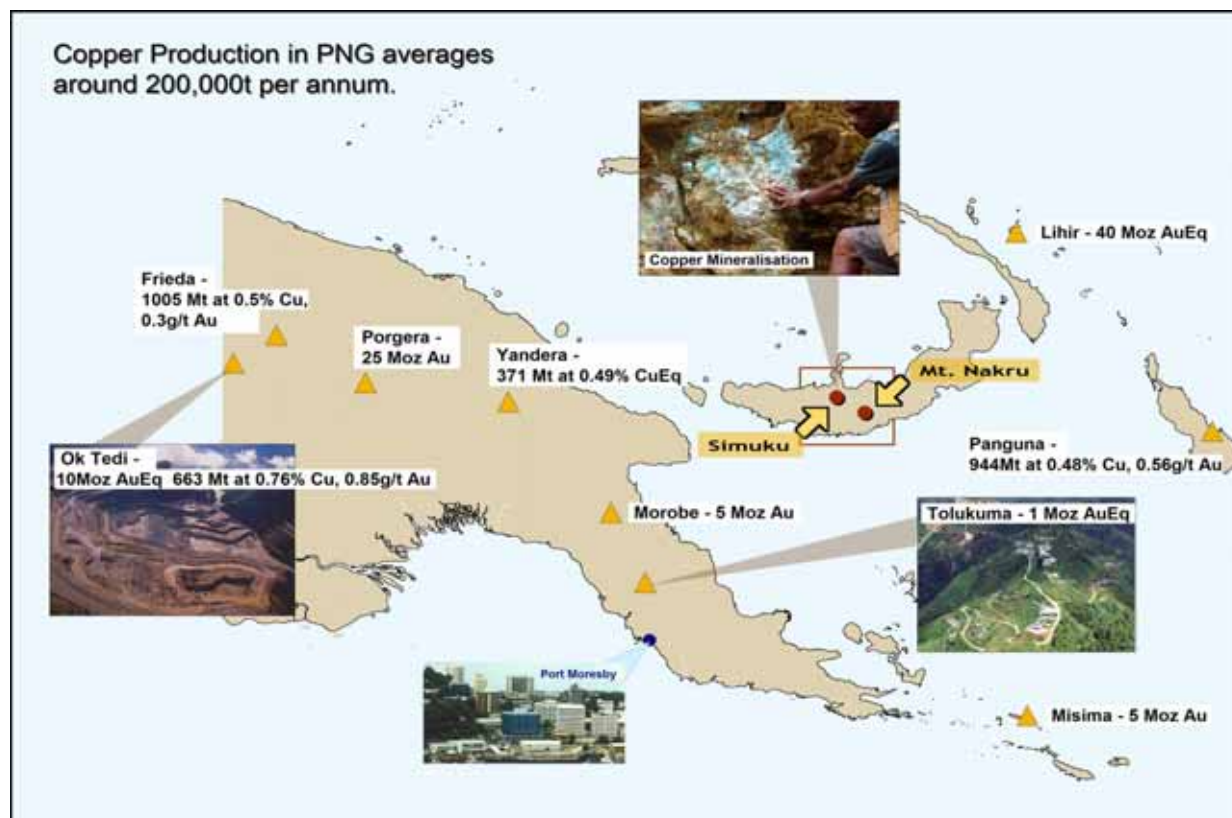 Copper Production in PNG averages
around 200,000t per annum.
Copper Mineralisation
Lihir - 40 Moz AuEq
Frieda -
1005 Mt at 0.5% Cu,
0.3g/t Au
Porgera -
25 Moz Au
Yandera -
371 Mt at 0.49% CuEq
Mt. Nakru
Simuku
Panguna -
944Mt at 0.48% Cu, 0.56g/t Au
Ok Tedi -
10Moz AuEq 663 Mt at 0.76% Cu, 0.85g/t Au
Morobe - 5 Moz Au
Tolukuma - 1 Moz AuEq
Port Moresby
Misima - 5 Moz Au